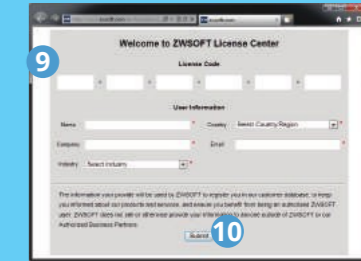 9
Welcome to ZWSOFT License Center
License Code
User Information
Name * Country Select Country/Region *
Company * Email *
Industry Select Industry *
The information your provide will be used by ZWSOFT to register you in our customer database, to keep
you informed about our products and services, and ensure you benefit from being an authorized ZWSOFT
user. ZWSOFT does not sell or otherwise provide your information to anyone outside of ZWSOFT or our
Authorized Business Partners
Submit 10